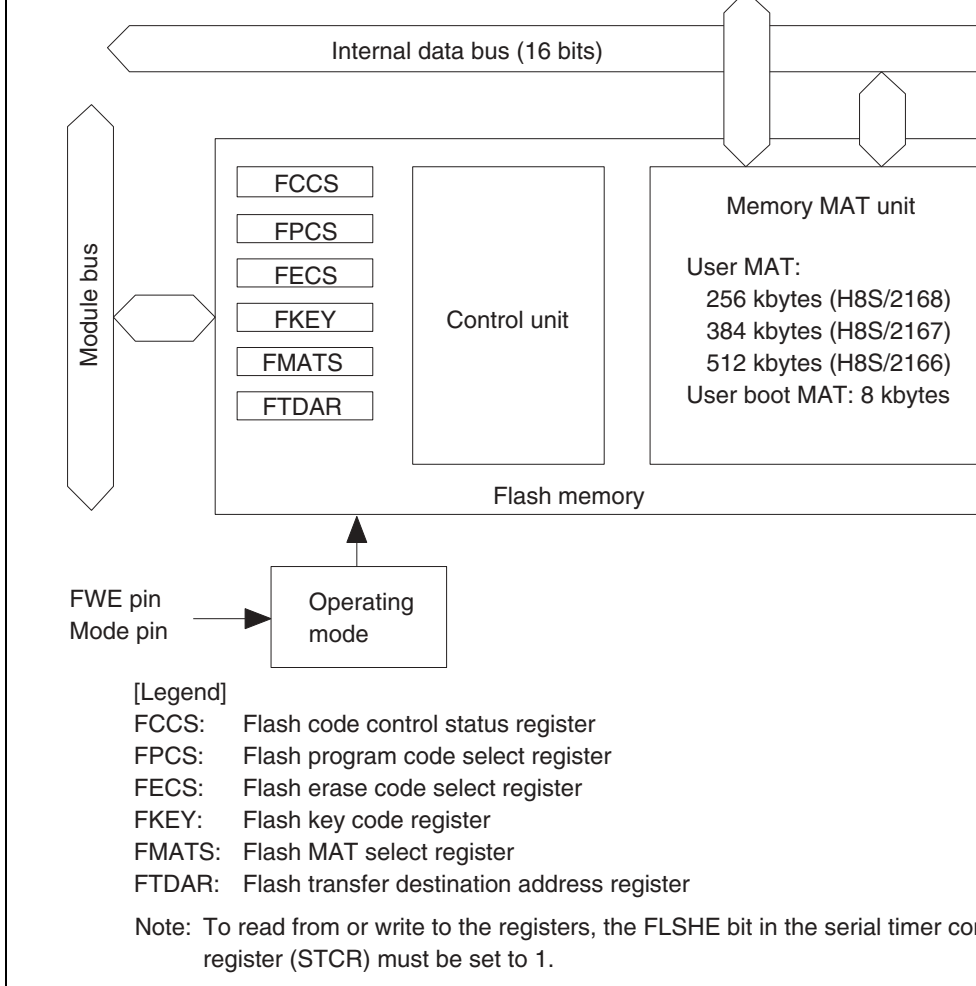 Internal data bus (16 bits)
Module bus
FCCS
FPCS
FECS
FKEY
FMATS
FTDAR
Control unit
Memory MAT unit
User MAT:
256 kbytes (H8S/2168)
384 kbytes (H8S/2167)
512 kbytes (H8S/2166)
User boot MAT: 8 kbytes
Flash memory
FWE pin
Mode pin
Operating
mode
[Legend]
FCCS: Flash code control status register
FPCS: Flash program code select register
FECS: Flash erase code select register
FKEY: Flash key code register
FMATS: Flash MAT select register
FTDAR: Flash transfer destination address register
Note: To read from or write to the registers, the FLSHE bit in the serial timer
register (STCR) must be set to 1.